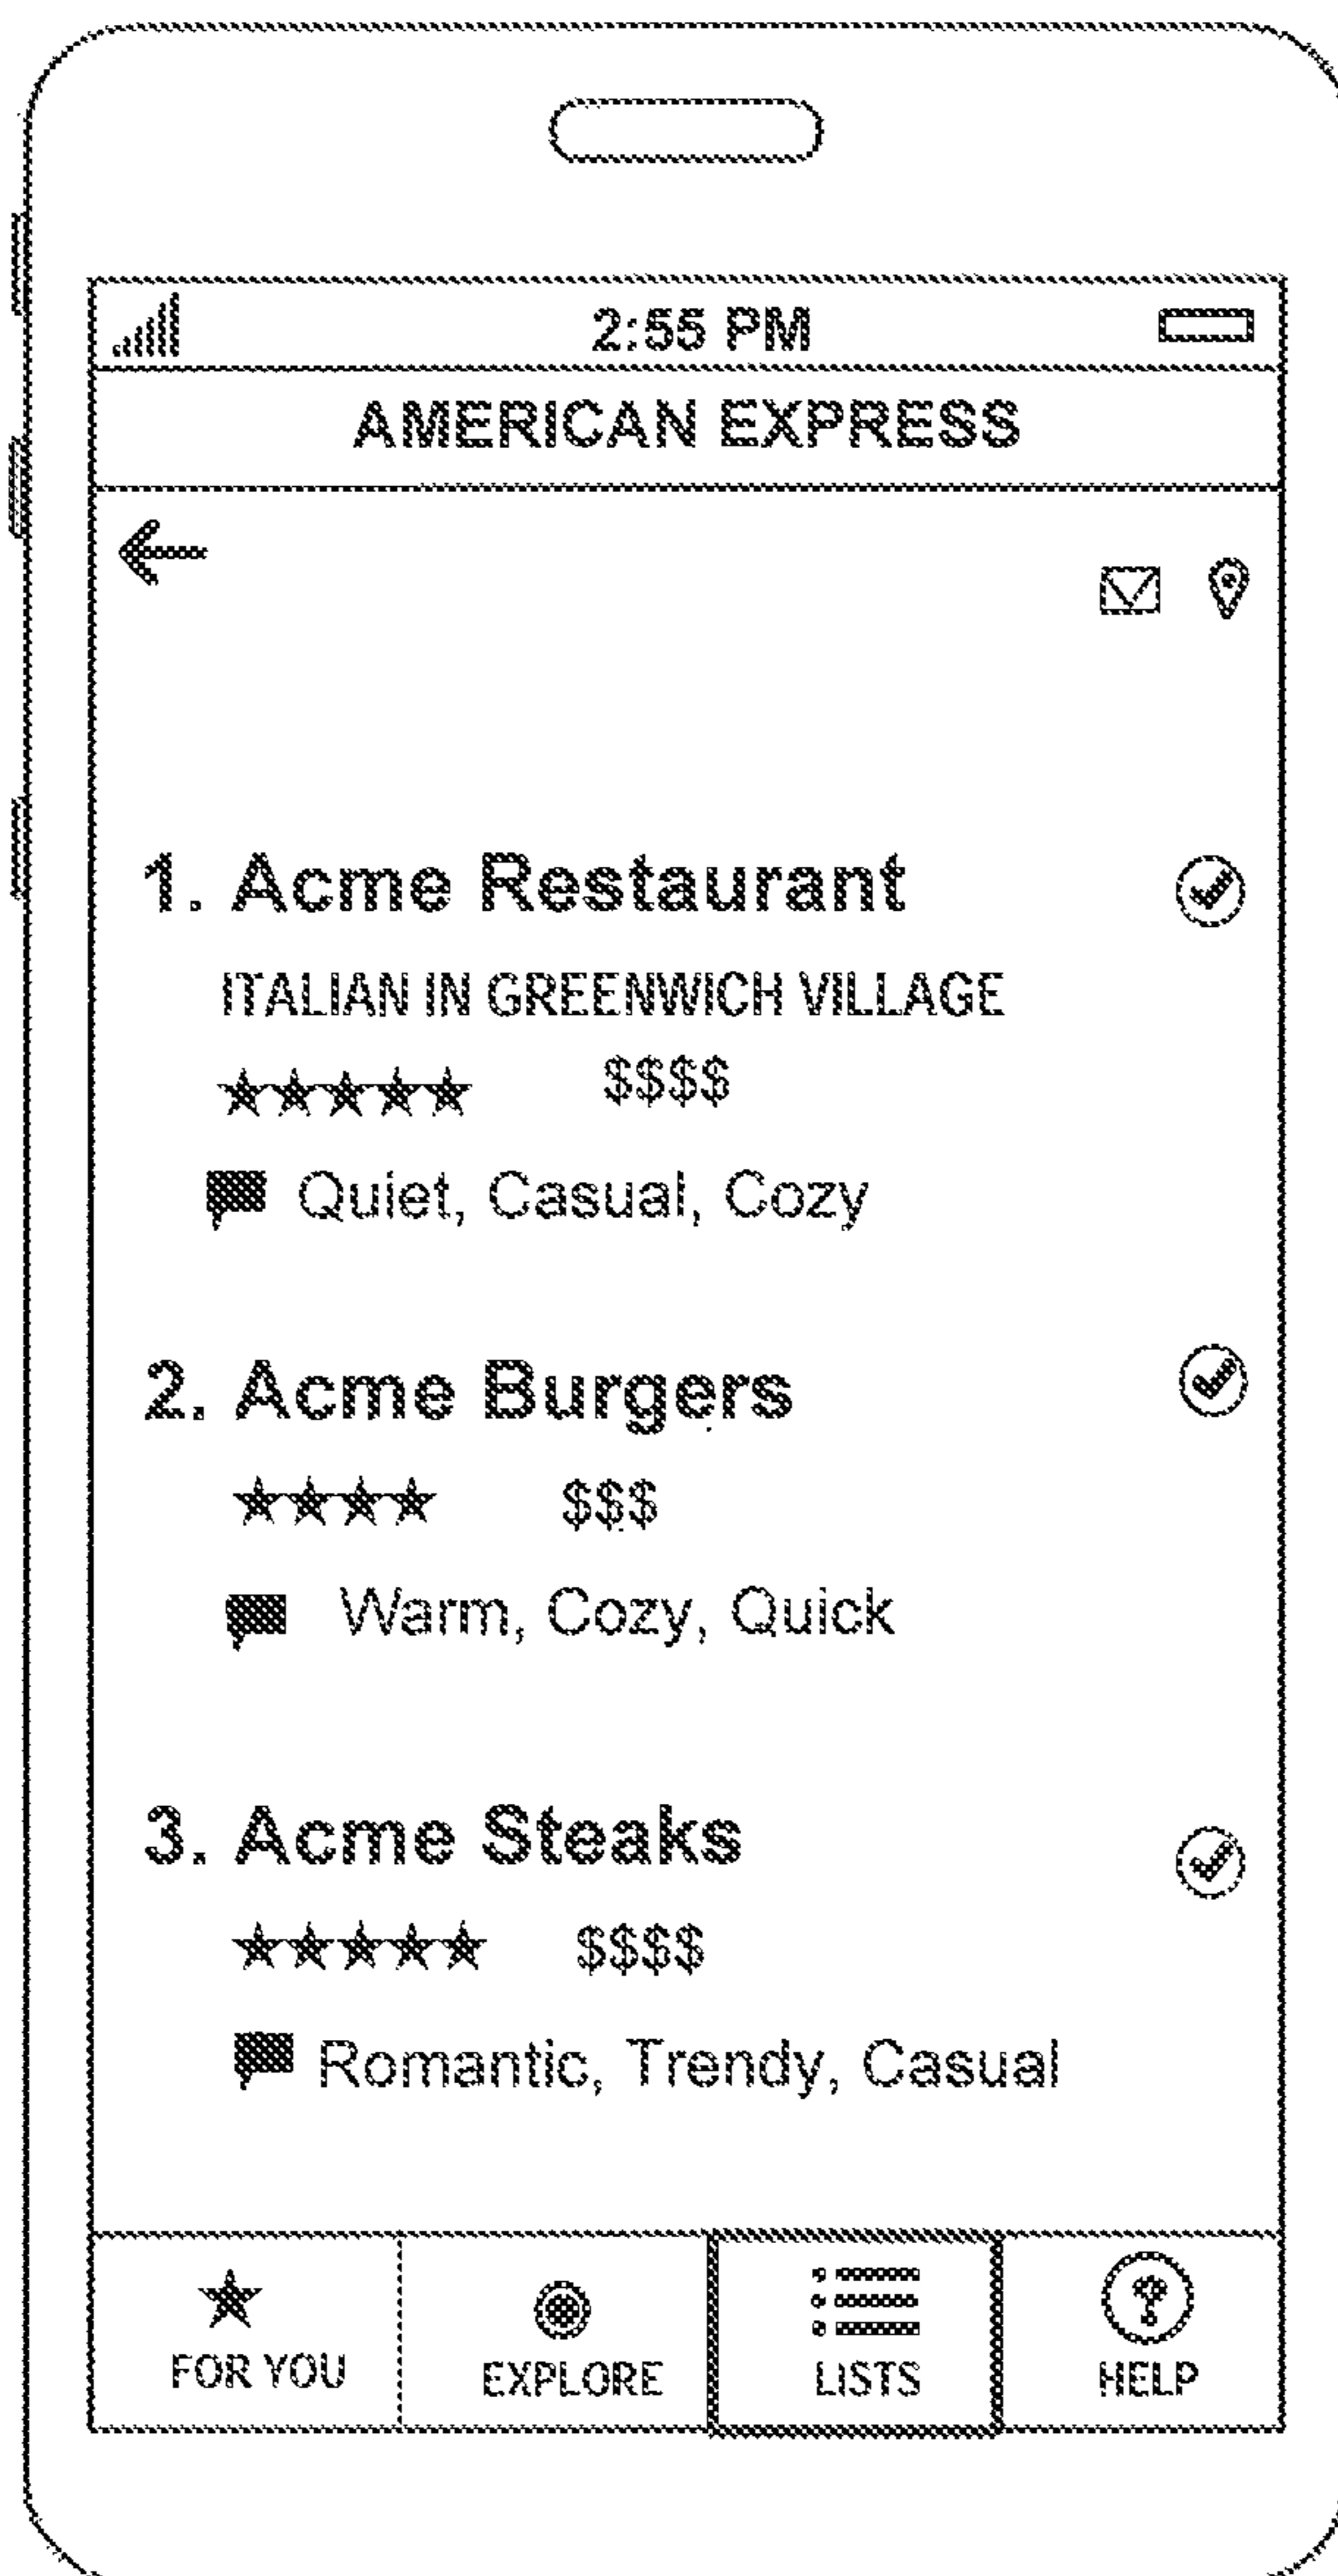 2:55 PM
AMERICAN EXPRESS
1. Acme Restaurant
ITALIAN IN GREENWICH VILLAGE
★★★★★ $$$$
Quiet, Casual, Cozy
2. Acme Burgers
★★★★ $$$
Warm, Cozy, Quick
3. Acme Steaks
★★★★★ $$$$
Romantic, Trendy, Casual
FOR YOU EXPLORE LISTS HELP